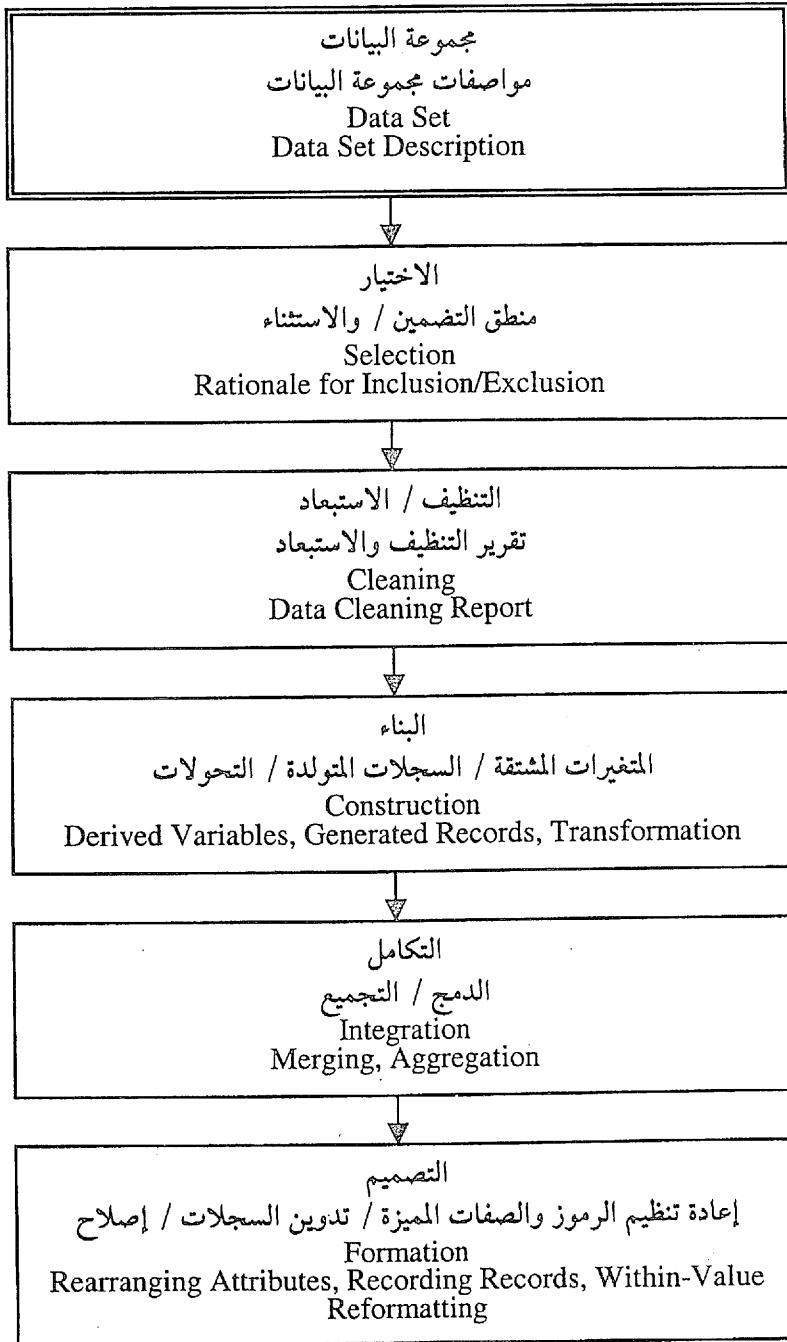 مجموعة البيانات
مواصفات مجموعة البيانات
Data Set
Data Set Description
الاختيار
منطق التضمين / والاستثناء
Selection
Rationale for Inclusion/Exclusion
التنظيف / الاستبعاد
تقرير التنظيف والاستبعاد
Cleaning
Data Cleaning Report
البناء
المتغيرات المشتقة / السجلات المتولدة / التحولات
Construction
Derived Variables, Generated Records, Transformation
التكامل
الدمج / التجميع
Integration
Merging, Aggregation
التصميم
إعادة تنظيم الرموز والصفات المميزة / تدوين السجلات / إصلاح
Formation
Rearranging Attributes, Recording Records, Within-Value
Reformatting